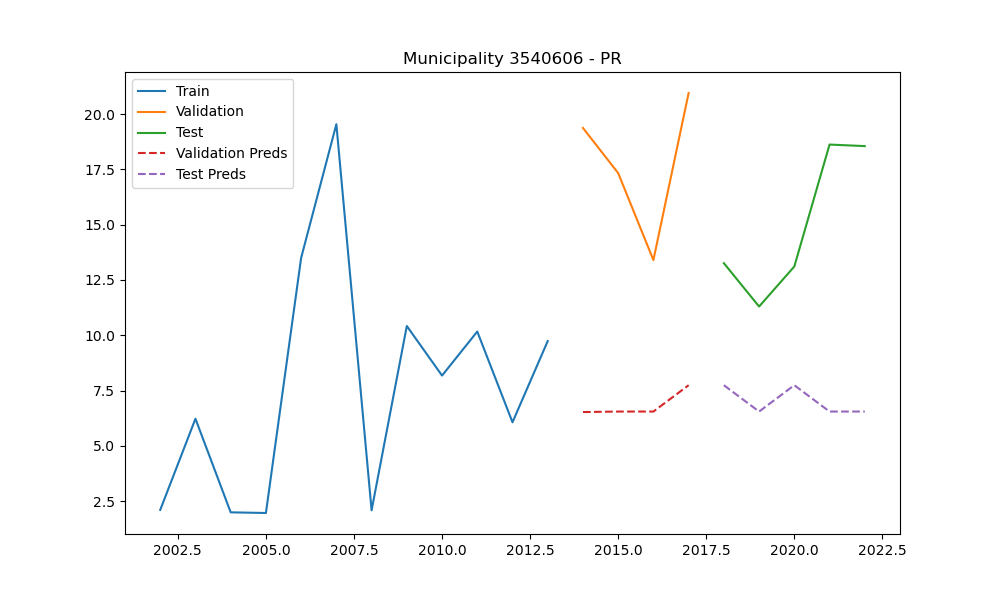 Municipality 3540606 - PR
Train
Validation
Test
Validation Preds
Test Preds
20.0
17.5
15.0
12.5
10.0
7.5
5.0
2.5
2002.5 2005.0 2007.5 2010.0 2012.5 2015.0 2017.5 2020.0 2022.5